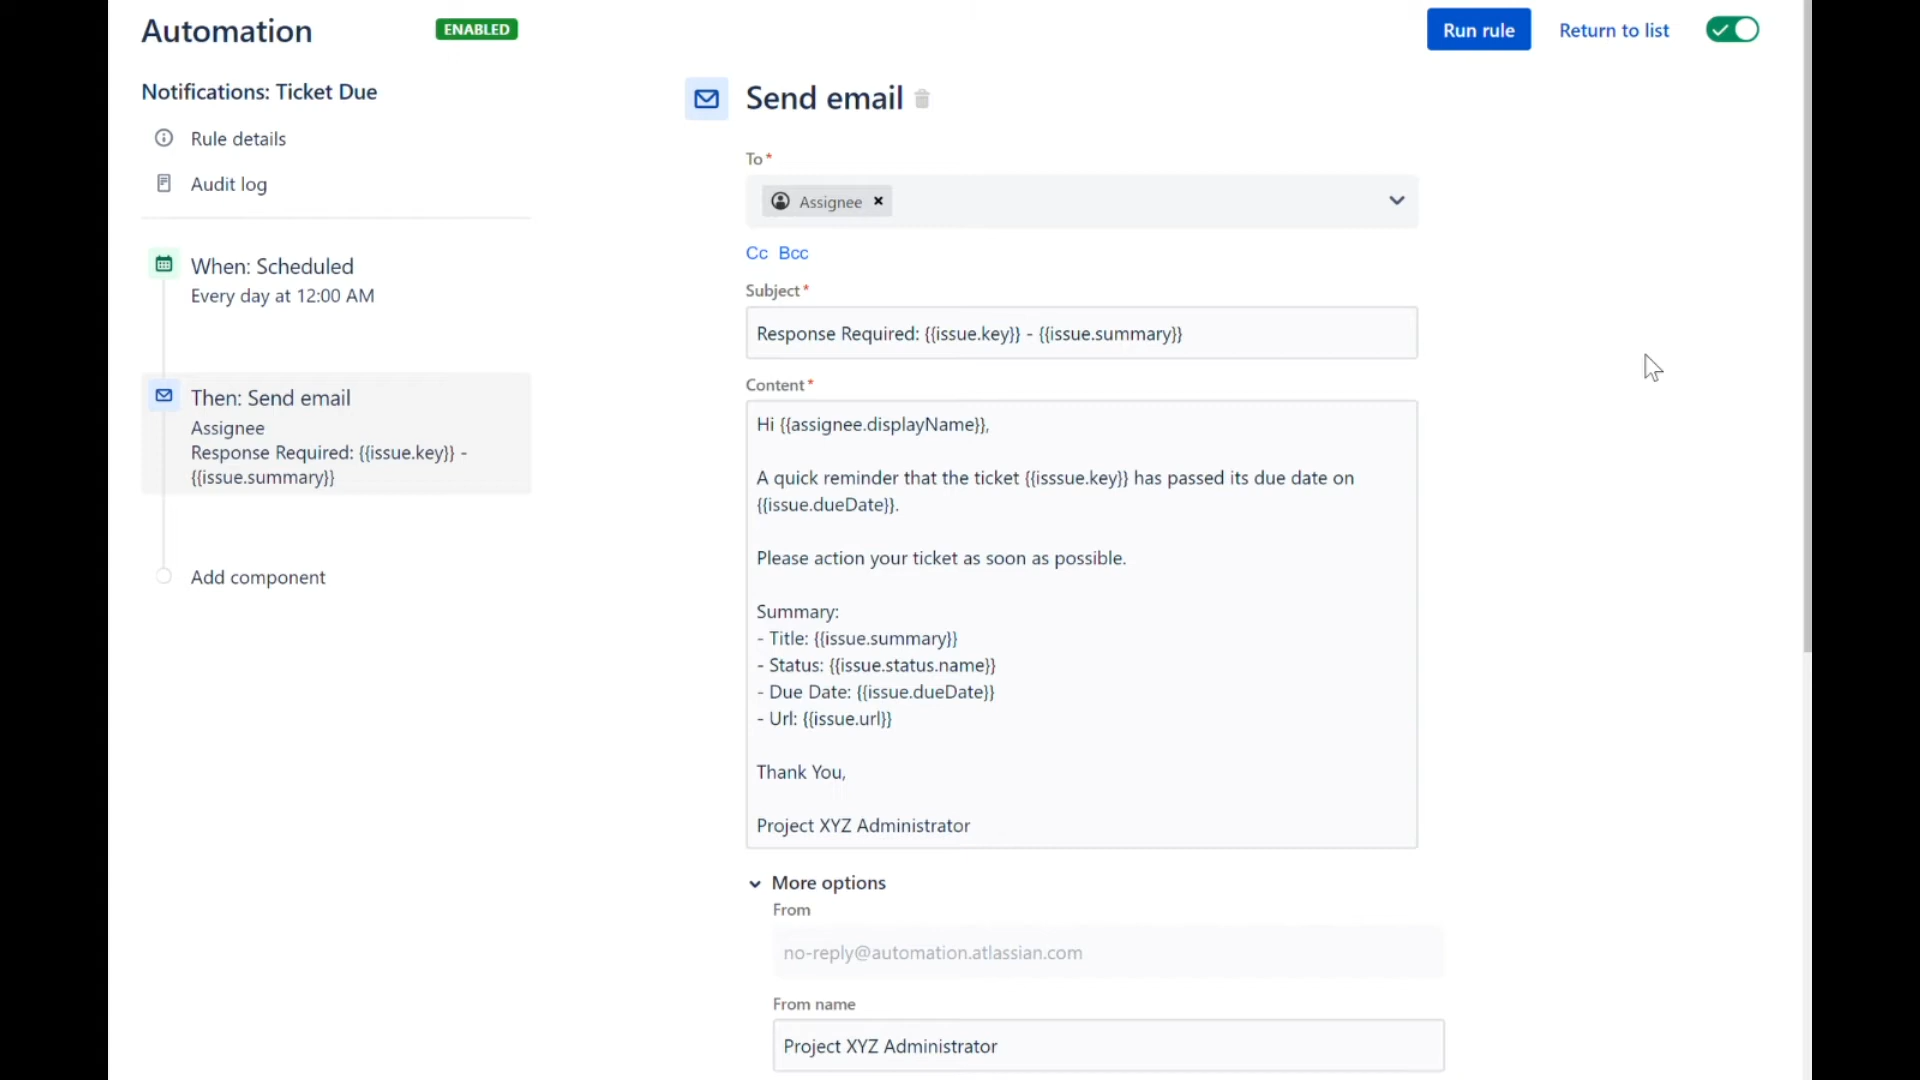 Automation
ENABLED
Run rule
Return to list
Notifications: Ticket Due
Rule details
Audit log
When: Scheduled
Every day at 12:00 AM
Then: Send email
Assignee
Response Required: {{issue.key}} -
{{issue.summary}}
Add component
Send email
To *
Assignee
Cc Bcc
Subject *
Response Required: {{issue.key}} - {{issue.summary}}
Content *
Hi {{assignee.displayName}},
A quick reminder that the ticket {{isssue.key}} has passed its due date on
{{issue.dueDate}}.
Please action your ticket as soon as possible.
Summary:
- Title: {{issue.summary}}
- Status: {{issue.status.name}}
- Due Date: {{issue.dueDate}}
- Url: {{issue.url}}
Thank You,
Project XYZ Administrator
More options
From
no-reply@automation.atlassian.com
From name
Project XYZ Administrator